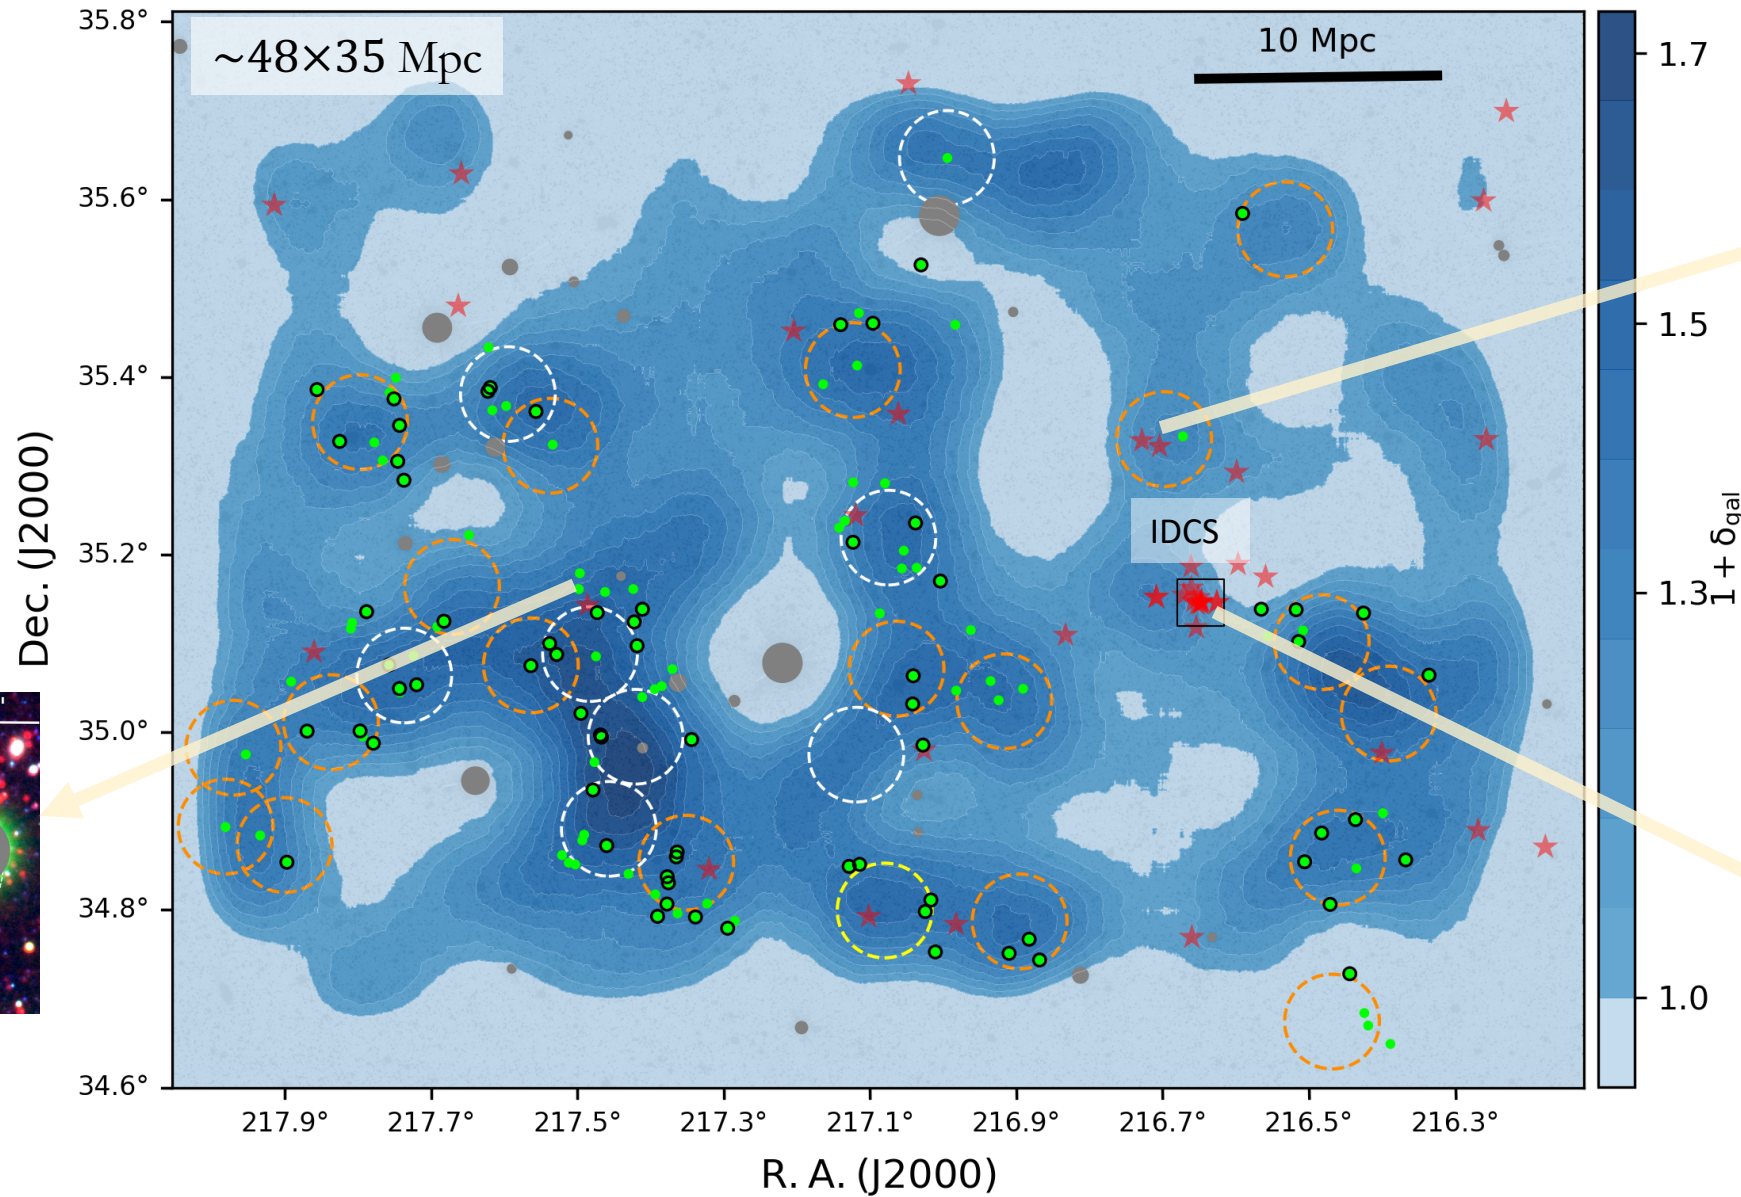 ~48×35 Mpc
10 Mpc
IDCS
35.8°
35.6°
35.4°
35.2°
35.0°
34.8°
34.6°
Dec. (J2000)
217.9° 217.7° 217.5° 217.3° 217.1° 216.9° 216.7° 216.5° 216.3°
R. A. (J2000)
1.7
1.5
1.3
1.0
1 + δgal